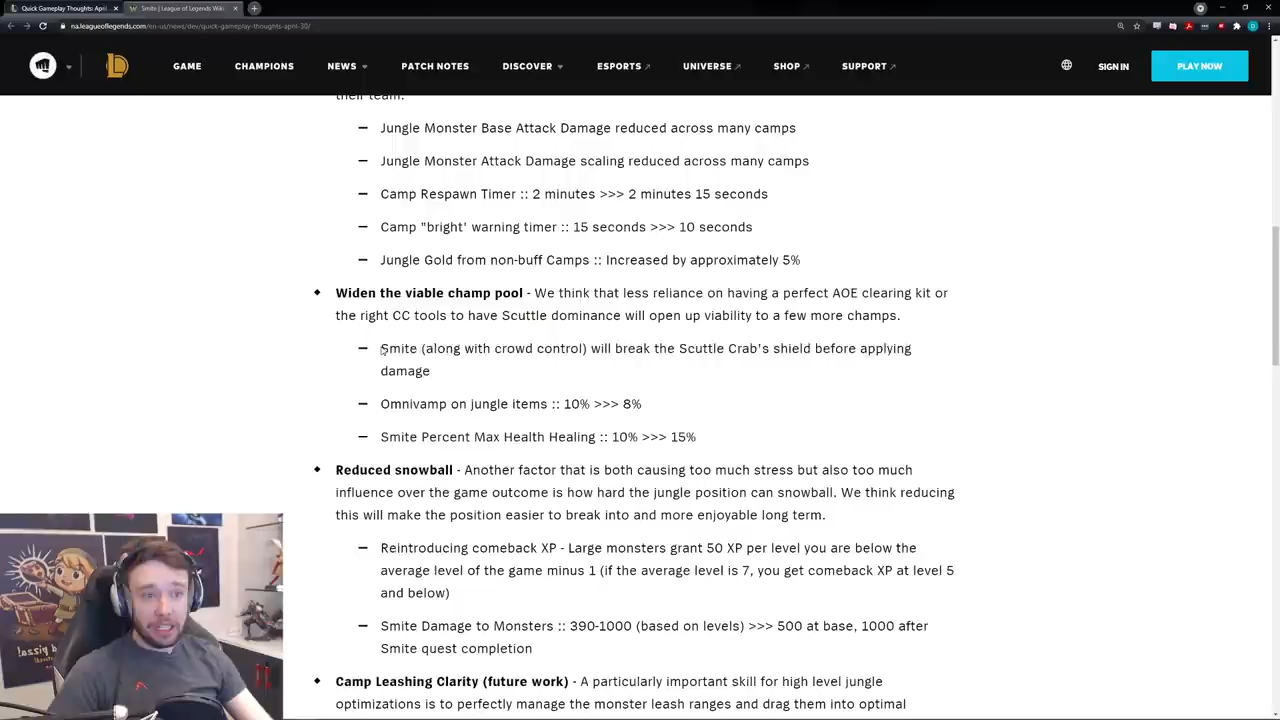 Quick Gameplay Thoughts: April
Smite | League of Legends Wiki
na.leagueoflegends.com/en-us/news/dev/quick-gameplay-thoughts-april-30/
GAME CHAMPIONS NEWS PATCH NOTES DISCOVER ESPORTS UNIVERSE SHOP SUPPORT SIGN IN PLAY NOW
their team.
— Jungle Monster Base Attack Damage reduced across many camps
— Jungle Monster Attack Damage scaling reduced across many camps
— Camp Respawn Timer :: 2 minutes >>> 2 minutes 15 seconds
— Camp "bright' warning timer :: 15 seconds >>> 10 seconds
— Jungle Gold from non-buff Camps :: Increased by approximately 5%
Widen the viable champ pool - We think that less reliance on having a perfect AOE clearing kit or
the right CC tools to have Scuttle dominance will open up viability to a few more champs.
— Smite (along with crowd control) will break the Scuttle Crab's shield before applying
damage
— Omnivamp on jungle items :: 10% >>> 8%
— Smite Percent Max Health Healing :: 10% >>> 15%
Reduced snowball - Another factor that is both causing too much stress but also too much
influence over the game outcome is how hard the jungle position can snowball. We think reducing
this will make the position easier to break into and more enjoyable long term.
— Reintroducing comeback XP - Large monsters grant 50 XP per level you are below the
average level of the game minus 1 (if the average level is 7, you get comeback XP at level 5
and below)
— Smite Damage to Monsters :: 390-1000 (based on levels) >>> 500 at base, 1000 after
Smite quest completion
Camp Leashing Clarity (future work) - A particularly important skill for high level jungle
optimizations is to perfectly manage the monster leash ranges and drag them into optimal